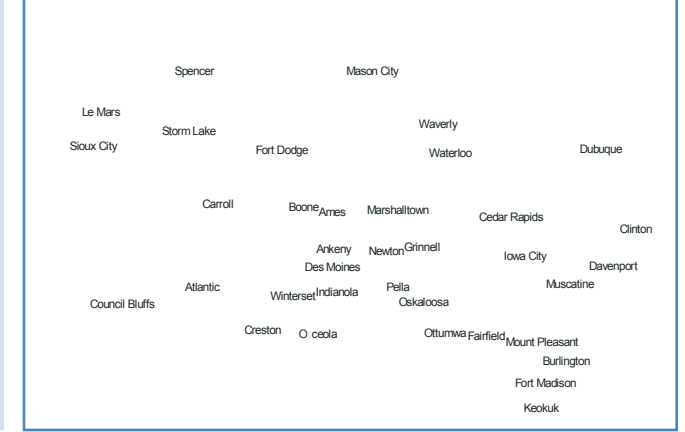 Spencer
Mason City
Le Mars
Waverly
Storm Lake
Sioux City
Fort Dodge
Waterloo
Dubuque
Carroll
Boone
Ames
Marshalltown
Cedar Rapids
Clinton
Ankeny
Newton
Grinnell
Iowa City
Des Moines
Davenport
Atlantic
Winterset
Indianola
Pella
Muscatine
Council Bluffs
Oskaloosa
Creston
Osceola
Ottumwa
Fairfield
Mount Pleasant
Burlington
Fort Madison
Keokuk